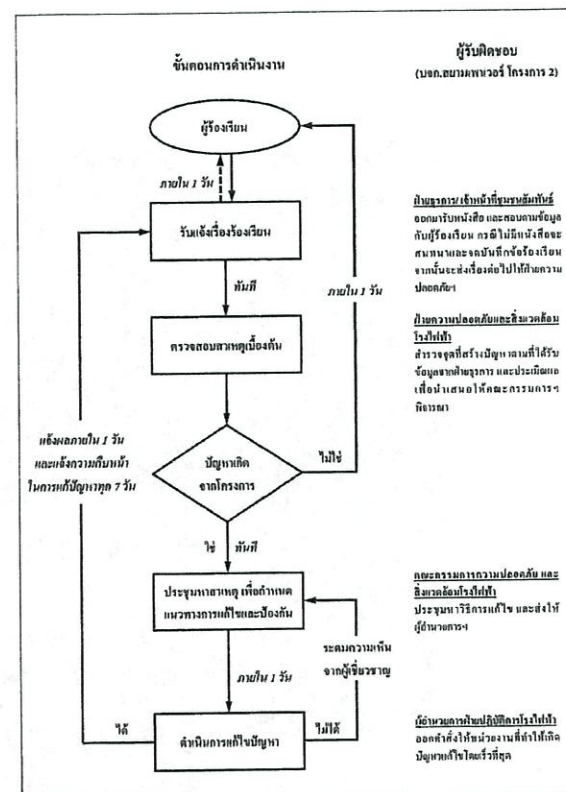 ขั้นตอนการดำเนินงาน
ผู้รับผิดชอบ
(บจก.สยามเพาเวอร์ โครงการ 2)
ผู้ร้องเรียน
ภายใน 1 วัน
รับแจ้งเรื่องร้องเรียน
ฝ่ายธุรการ/เจ้าหน้าที่ชุมชนสัมพันธ์
ออกมารับหนังสือ และสอบถามข้อมูล
กับผู้ร้องเรียน กรณีไม่มีหนังสือจะ
สนทนาและจดบันทึกข้อร้องเรียน
จากนั้นจะส่งเรื่องต่อไปให้ฝ่ายความ
ปลอดภัยฯ
ทันที
ภายใน 1 วัน
ตรวจสอบสาเหตุเบื้องต้น
ฝ่ายความปลอดภัยและสิ่งแวดล้อม
โรงไฟฟ้า
สำรวจจุดที่สร้างปัญหาตามที่ได้รับ
ข้อมูลจากฝ่ายธุรการ และประเมินผล
เพื่อนำเสนอให้คณะกรรมการฯ
พิจารณา
แจ้งผลภายใน 1 วัน
และแจ้งความคืบหน้า
ในการแก้ปัญหาทุก 7 วัน
ปัญหาเกิด
จากโครงการ
ไม่ใช่
ใช่ ทันที
ประชุมหาสาเหตุ เพื่อกำหนด
แนวทางการแก้ไขและป้องกัน
คณะกรรมการความปลอดภัย และ
สิ่งแวดล้อมโรงไฟฟ้า
ประชุมหาวิธีการแก้ไข และส่งให้
ผู้อำนวยการฯ
ระดมความเห็น
จากผู้เชี่ยวชาญ
ภายใน 1 วัน
ได้
ดำเนินการแก้ไขปัญหา
ไม่ได้
ผู้อำนวยการฝ่ายปฏิบัติการโรงไฟฟ้า
ออกคำสั่งให้หน่วยงานที่ทำให้เกิด
ปัญหาแก้ไขโดยเร็วที่สุด